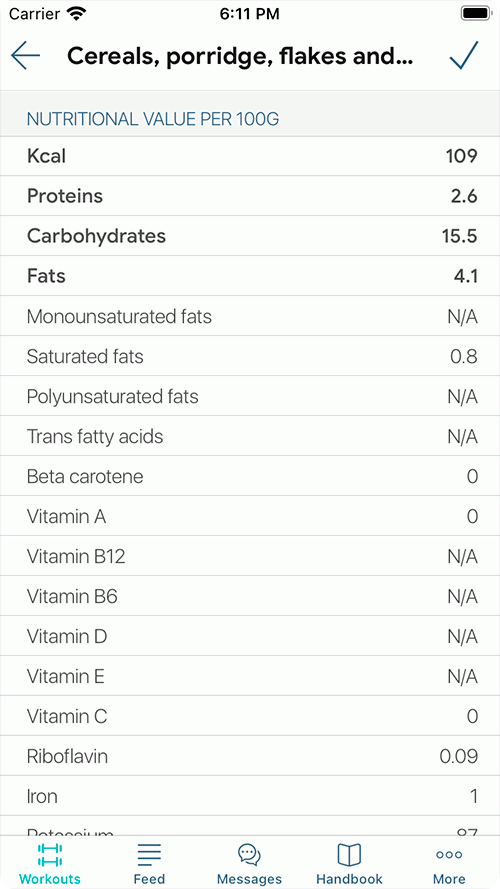 Carrier 6:11 PM
Cereals, porridge, flakes and...
NUTRITIONAL VALUE PER 100G
Kcal 109
Proteins 2.6
Carbohydrates 15.5
Fats 4.1
Monounsaturated fats N/A
Saturated fats 0.8
Polyunsaturated fats N/A
Trans fatty acids N/A
Beta carotene 0
Vitamin A 0
Vitamin B12 N/A
Vitamin B6 N/A
Vitamin D N/A
Vitamin E N/A
Vitamin C 0
Riboflavin 0.09
Iron 1
Potassium 87
Workouts Feed Messages Handbook More